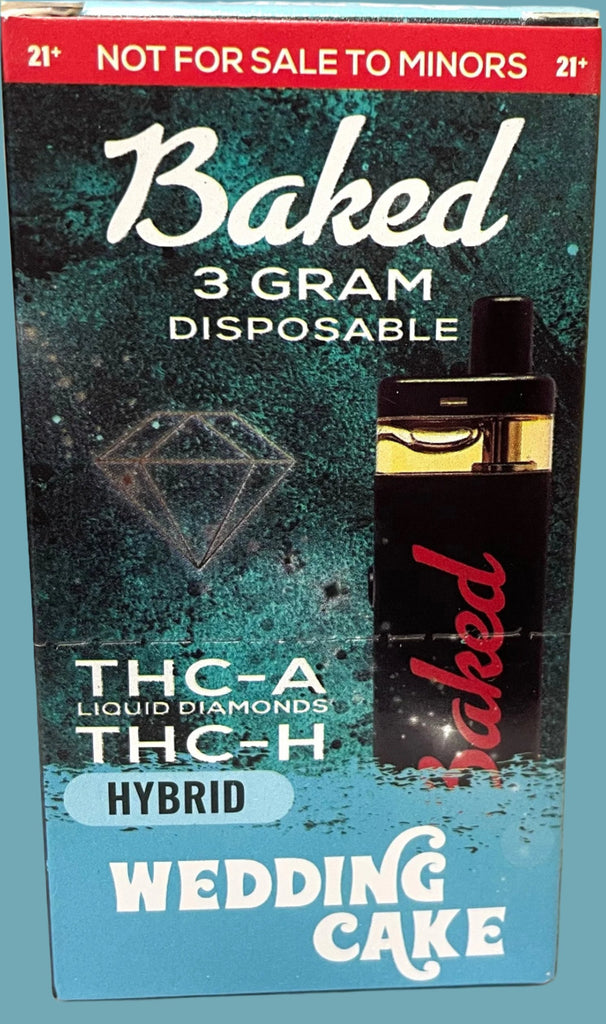 21+ NOT FOR SALE TO MINORS 21+
Baked
3 GRAM
DISPOSABLE
Baked
THC-A
LIQUID DIAMONDS
THC-H
HYBRID
WEDDING
CAKE